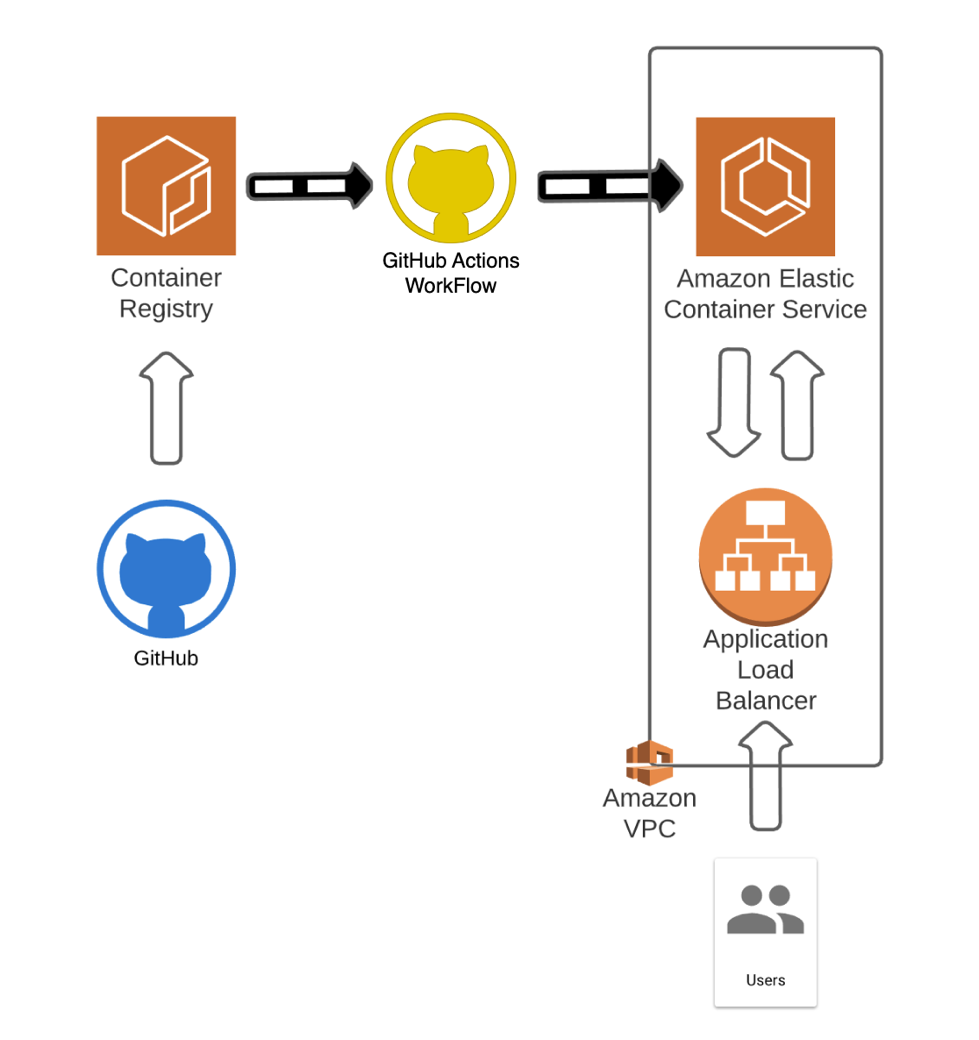 Container
Registry
GitHub Actions
WorkFlow
Amazon Elastic
Container Service
GitHub
Application
Load
Balancer
Amazon
VPC
Users